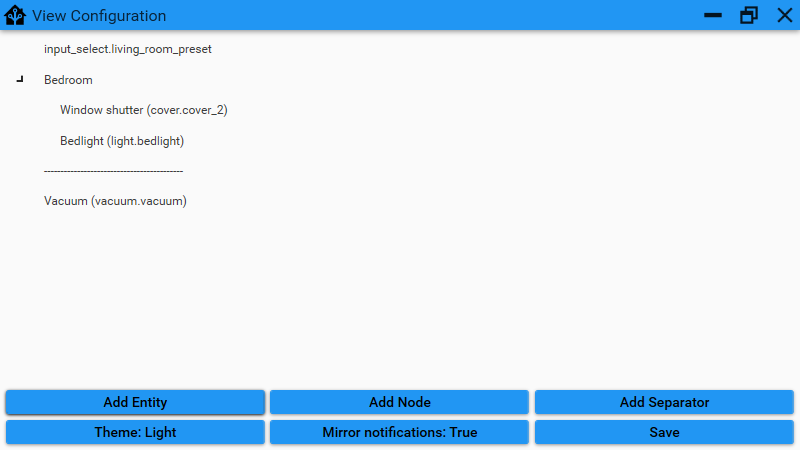 View Configuration
input_select.living_room_preset
Bedroom
Window shutter (cover.cover_2)
Bedlight (light.bedlight)
------------------------------------------
Vacuum (vacuum.vacuum)
Add Entity
Add Node
Add Separator
Theme: Light
Mirror notifications: True
Save